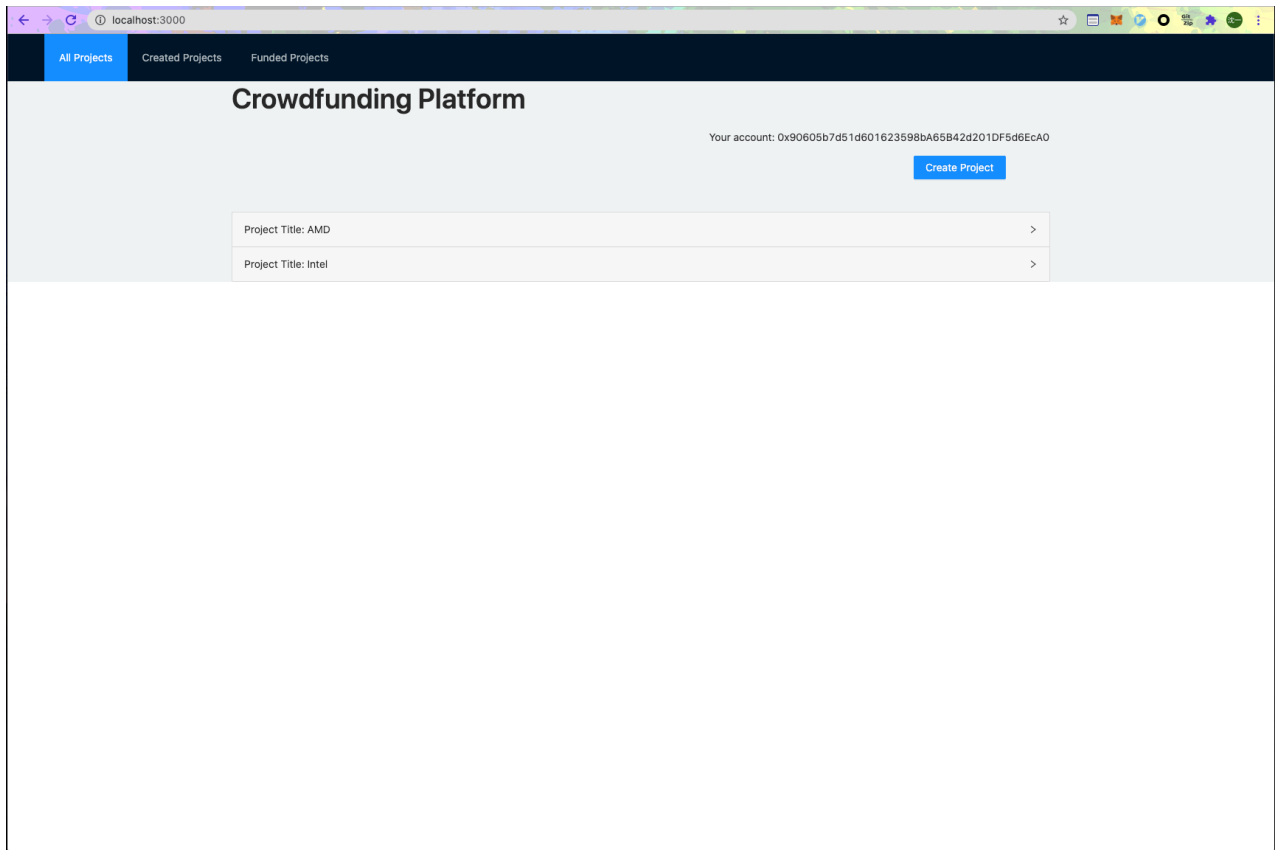 localhost:3000
All Projects Created Projects Funded Projects
Crowdfunding Platform
Your account: 0x90605b7d51d601623598bA65B42d201DF5d6EcA0
Create Project
Project Title: AMD
Project Title: Intel